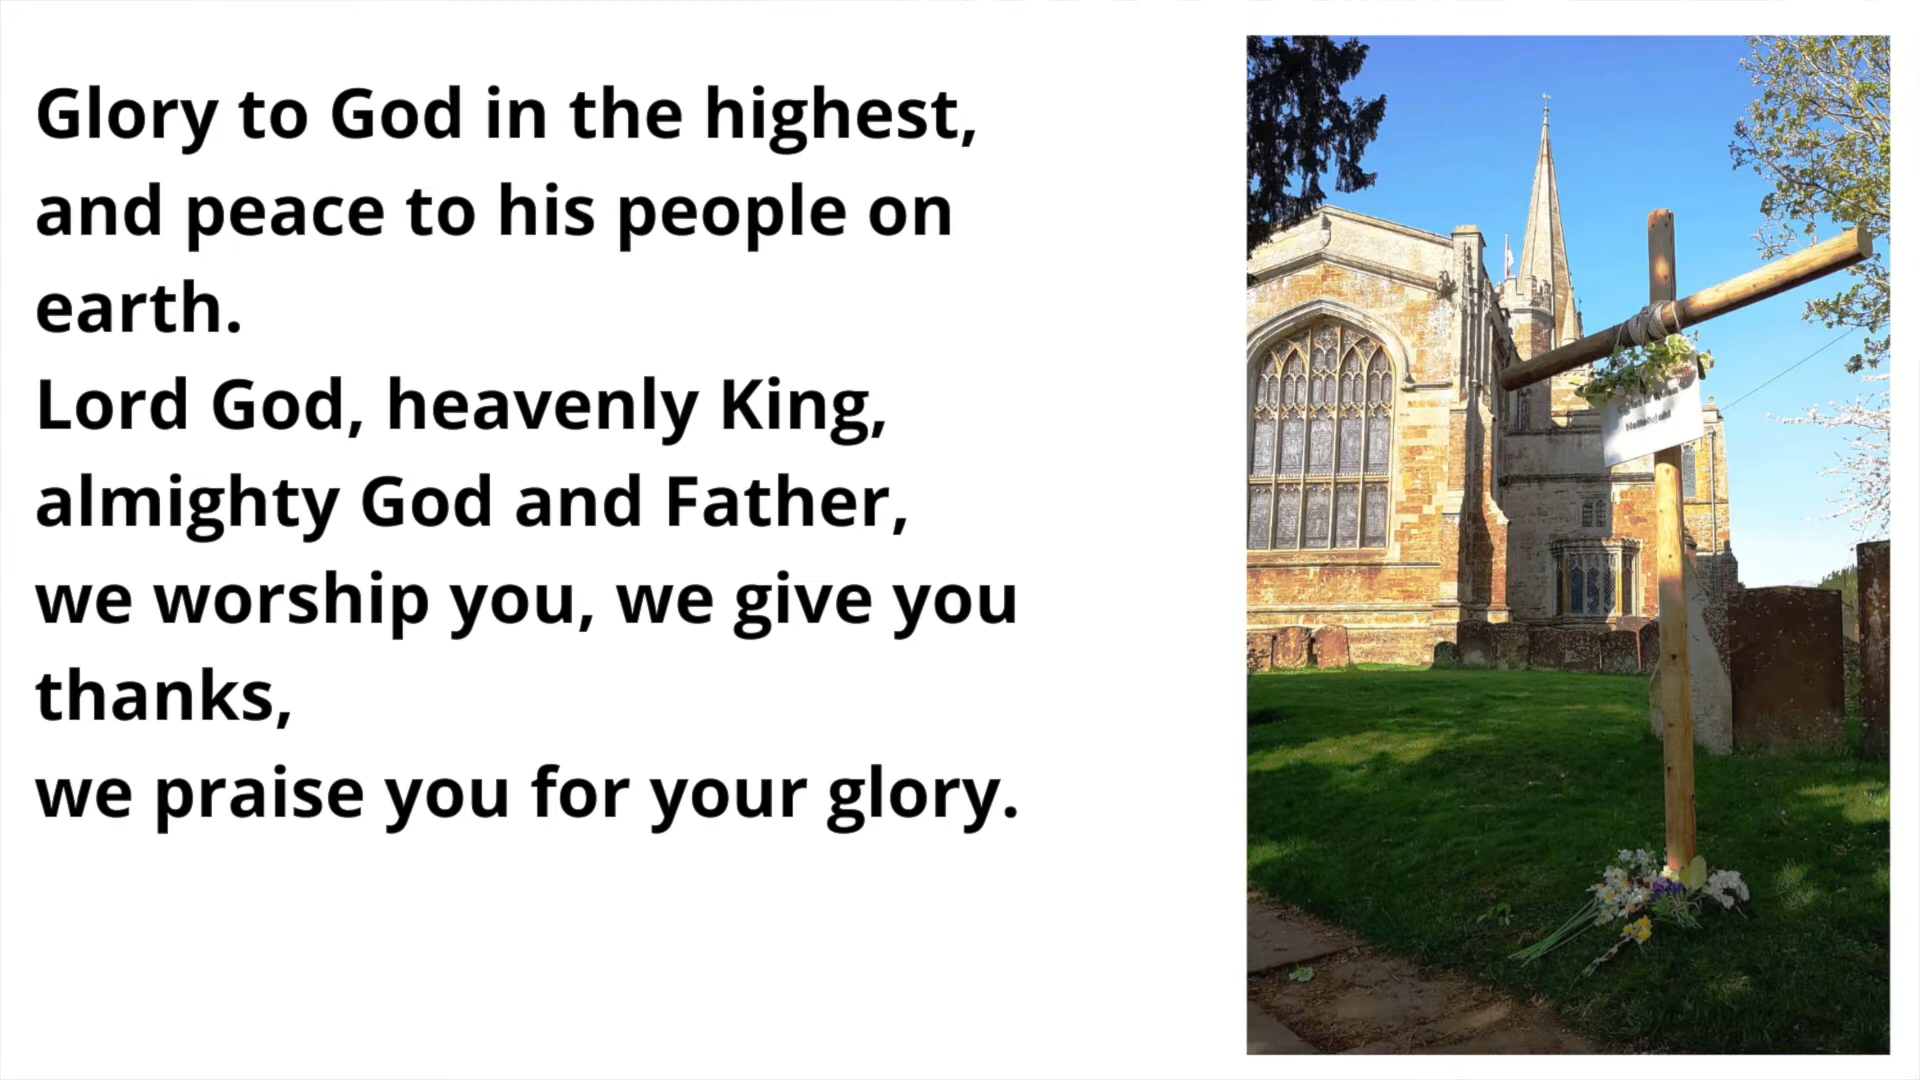 Glory to God in the highest,
and peace to his people on
earth.
Lord God, heavenly King,
almighty God and Father,
we worship you, we give you
thanks,
we praise you for your glory.
Hallelujah!